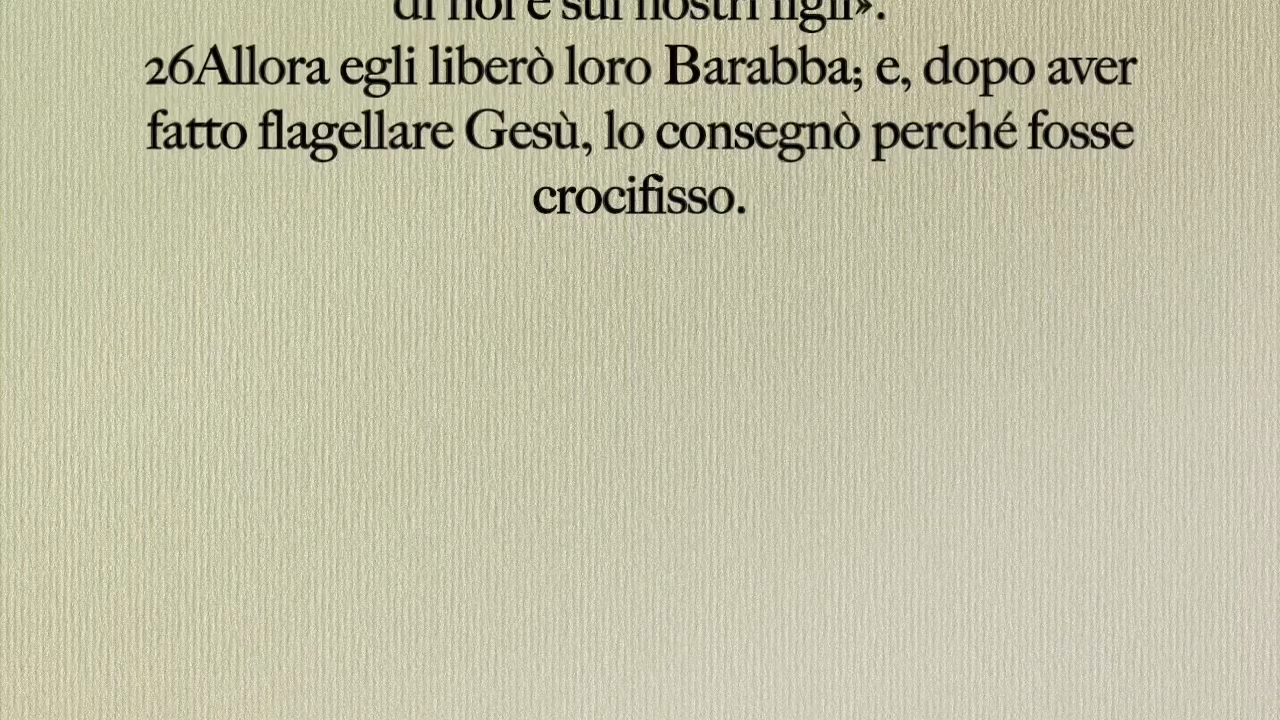 di noi e sui nostri figli».
26Allora egli liberò loro Barabba; e, dopo aver
fatto flagellare Gesù, lo consegnò perché fosse
crocifisso.